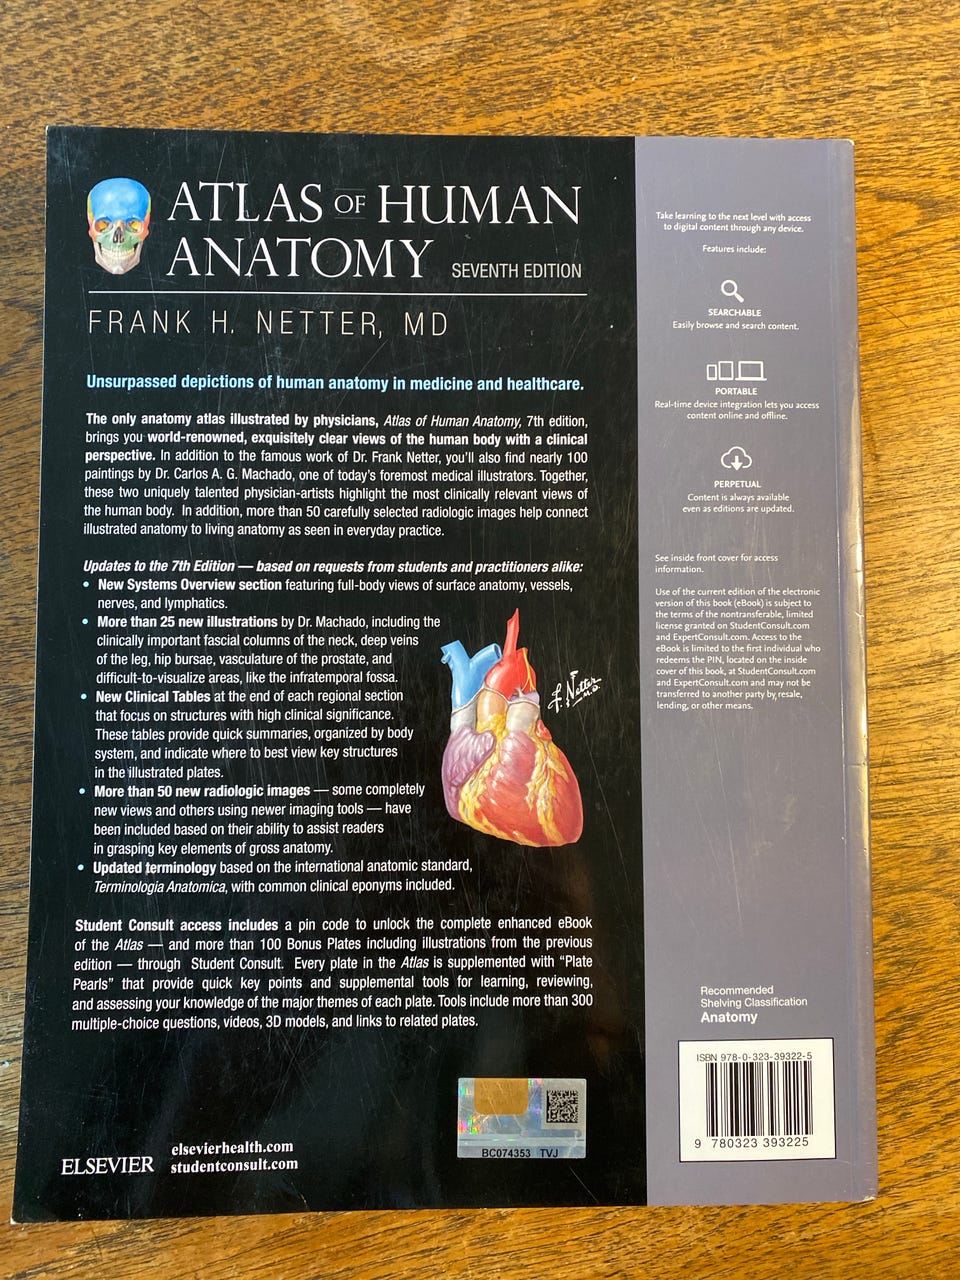 ATLAS OF HUMAN
ANATOMY SEVENTH EDITION
FRANK H. NETTER, MD
Unsurpassed depictions of human anatomy in medicine and healthcare.
The only anatomy atlas illustrated by physicians, Atlas of Human Anatomy, 7th edition,
brings you world-renowned, exquisitely clear views of the human body with a clinical
perspective. In addition to the famous work of Dr. Frank Netter, you'll also find nearly 100
paintings by Dr. Carlos A. G. Machado, one of today's foremost medical illustrators. Together,
these two uniquely talented physician-artists highlight the most clinically relevant views of
the human body. In addition, more than 50 carefully selected radiologic images help connect
illustrated anatomy to living anatomy as seen in everyday practice.
Updates to the 7th Edition — based on requests from students and practitioners alike:
• New Systems Overview section featuring full-body views of surface anatomy, vessels,
nerves, and lymphatics.
• More than 25 new illustrations by Dr. Machado, including the
clinically important fascial columns of the neck, deep veins
of the leg, hip bursae, vasculature of the prostate, and
difficult-to-visualize areas, like the infratemporal fossa.
• New Clinical Tables at the end of each regional section
that focus on structures with high clinical significance.
These tables provide quick summaries, organized by body
system, and indicate where to best view key structures
in the illustrated plates.
• More than 50 new radiologic images — some completely
new views and others using newer imaging tools — have
been included based on their ability to assist readers
in grasping key elements of gross anatomy.
• Updated terminology based on the international anatomic standard,
Terminologia Anatomica, with common clinical eponyms included.
F. Netter
M.D.
Student Consult access includes a pin code to unlock the complete enhanced eBook
of the Atlas — and more than 100 Bonus Plates including illustrations from the previous
edition — through Student Consult. Every plate in the Atlas is supplemented with "Plate
Pearls" that provide quick key points and supplemental tools for learning, reviewing,
and assessing your knowledge of the major themes of each plate. Tools include more than 300
multiple-choice questions, videos, 3D models, and links to related plates.
ELSEVIER
elsevierhealth.com
studentconsult.com
BC074353 TVJ
Take learning to the next level with access
to digital content through any device.
Features include:
SEARCHABLE
Easily browse and search content.
PORTABLE
Real-time device integration lets you access
content online and offline.
PERPETUAL
Content is always available
even as editions are updated.
See inside front cover for access
information.
Use of the current edition of the electronic
version of this book (eBook) is subject to
the terms of the nontransferable, limited
license granted on StudentConsult.com
and ExpertConsult.com. Access to the
eBook is limited to the first individual who
redeems the PIN, located on the inside
cover of this book, at StudentConsult.com
and ExpertConsult.com and may not be
transferred to another party by resale,
lending, or other means.
Recommended
Shelving Classification
Anatomy
ISBN 978-0-323-39322-5
9 780323 393225